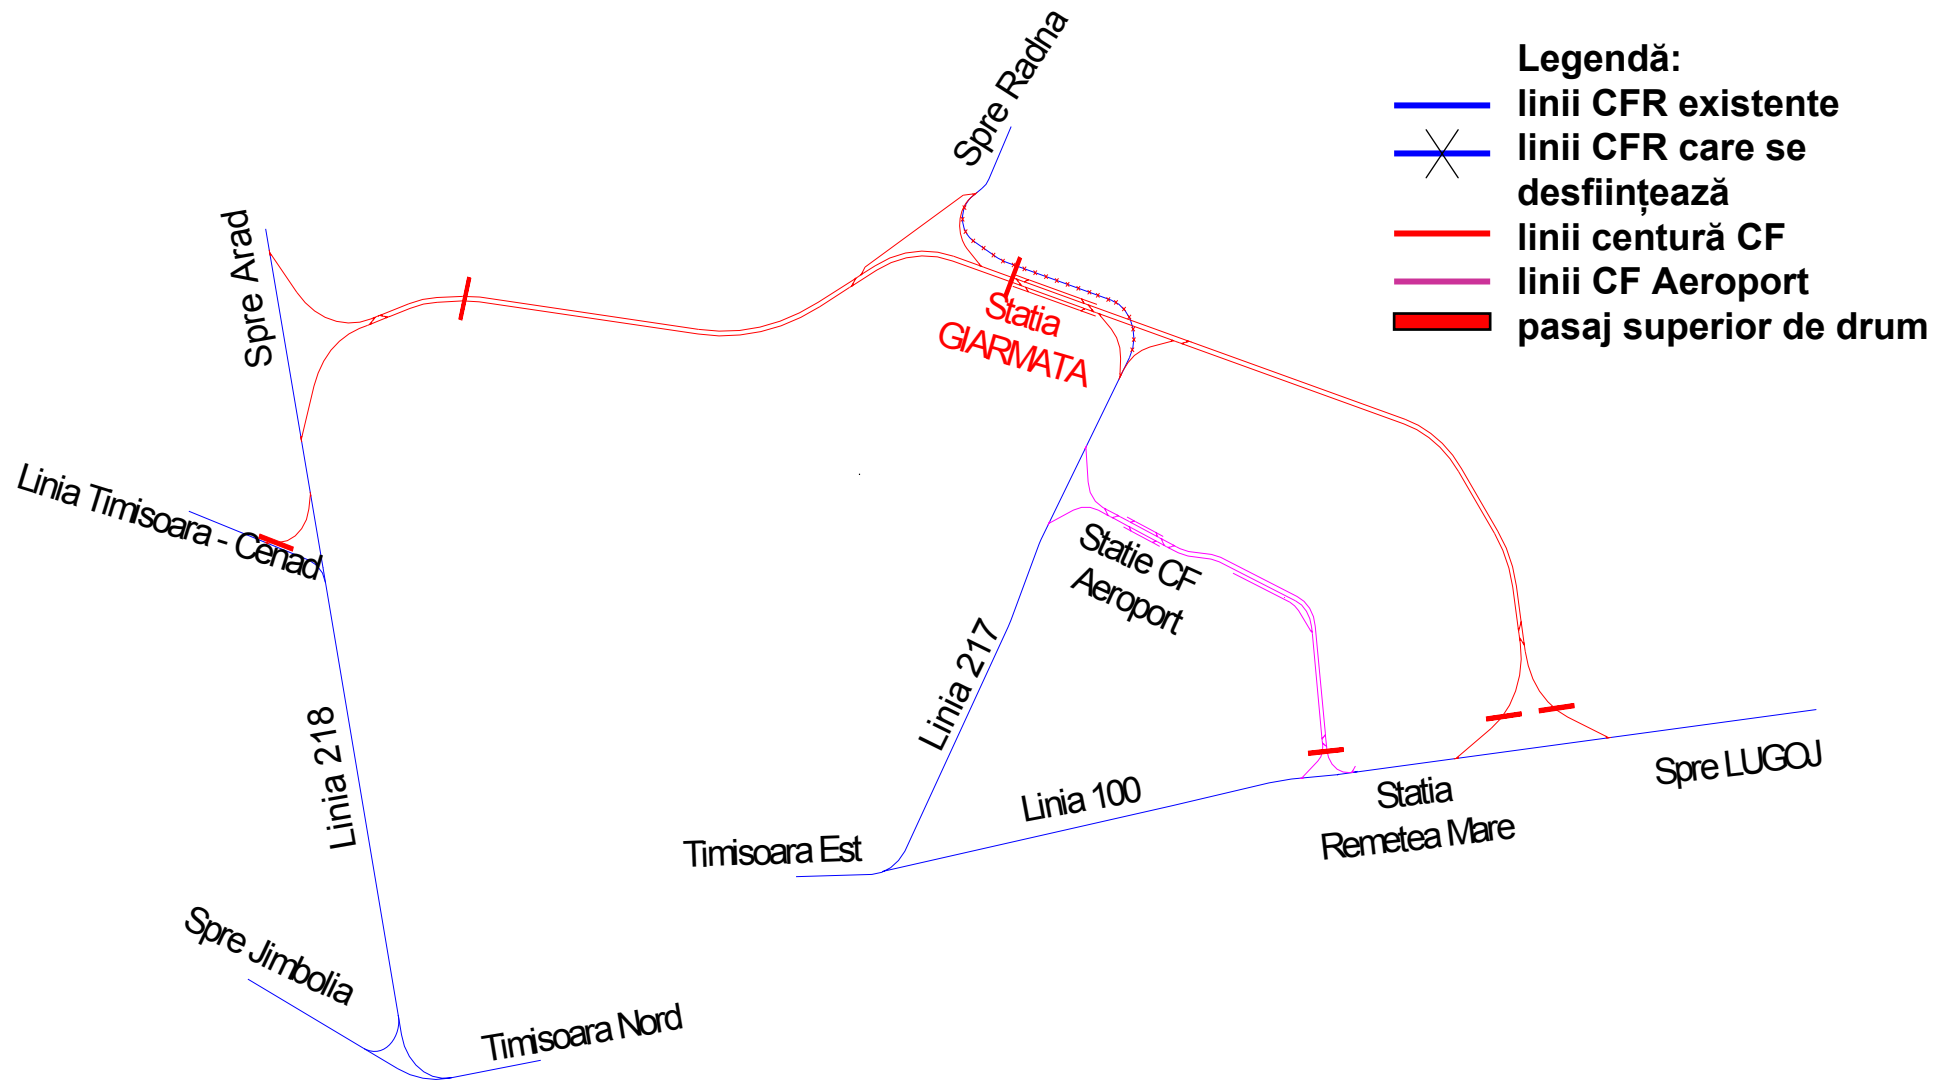 Spre Radna
Legendă:
linii CFR existente
linii CFR care se
desființează
linii centură CF
linii CF Aeroport
pasaj superior de drum
Spre Arad
Statia
GIARMATA
Linia Timisoara - Cenad
Statie CF
Aeroport
Linia 217
Linia 218
Linia 100
Spre LUGOJ
Statia
Remetea Mare
Timisoara Est
Spre Jimbolia
Timisoara Nord